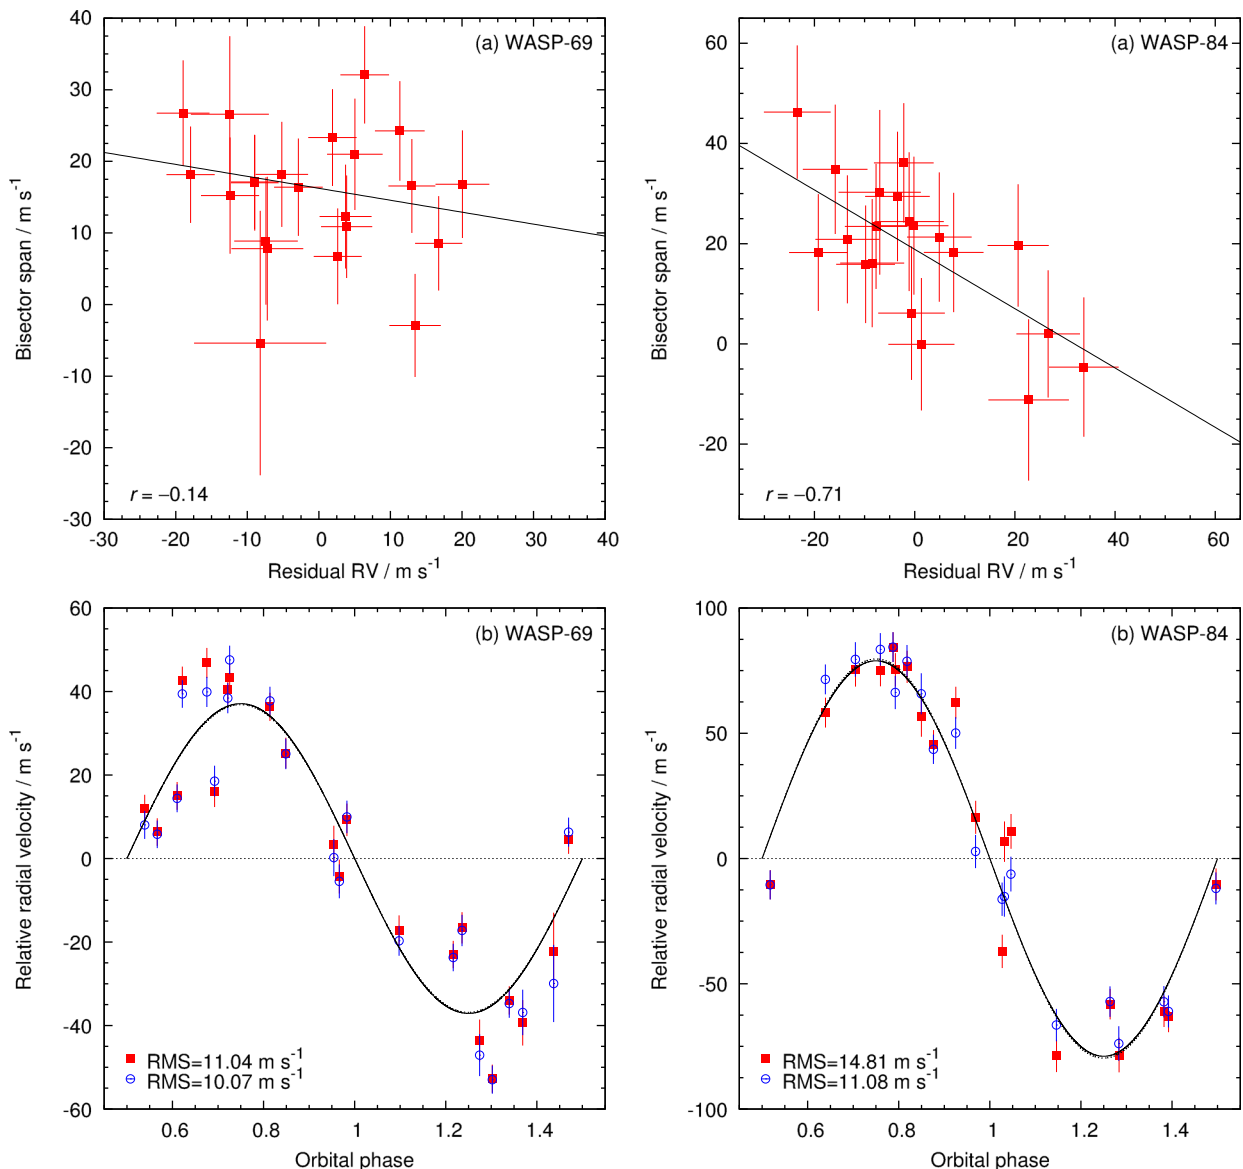 (a) WASP-69
Bisector span / m s⁻¹
40
30
20
10
0
-10
-20
-30
r = −0.14
-30 -20 -10 0 10 20 30 40
Residual RV / m s⁻¹
(a) WASP-84
Bisector span / m s⁻¹
60
40
20
0
-20
r = −0.71
-20 0 20 40 60
Residual RV / m s⁻¹
(b) WASP-69
Relative radial velocity / m s⁻¹
60
40
20
0
-20
-40
-60
RMS=11.04 m s⁻¹
RMS=10.07 m s⁻¹
0.6 0.8 1 1.2 1.4
Orbital phase
(b) WASP-84
Relative radial velocity / m s⁻¹
100
50
0
-50
-100
RMS=14.81 m s⁻¹
RMS=11.08 m s⁻¹
0.6 0.8 1 1.2 1.4
Orbital phase